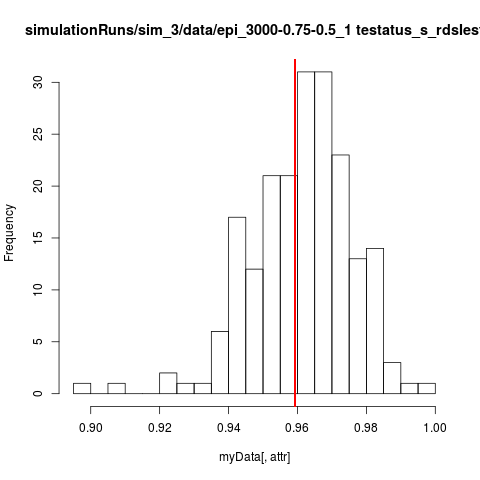 simulationRuns/sim_3/data/epi_3000-0.75-0.5_1 testatus_s_rdslest
Frequency
30
25
20
15
10
5
0
0.90 0.92 0.94 0.96 0.98 1.00
myData[, attr]